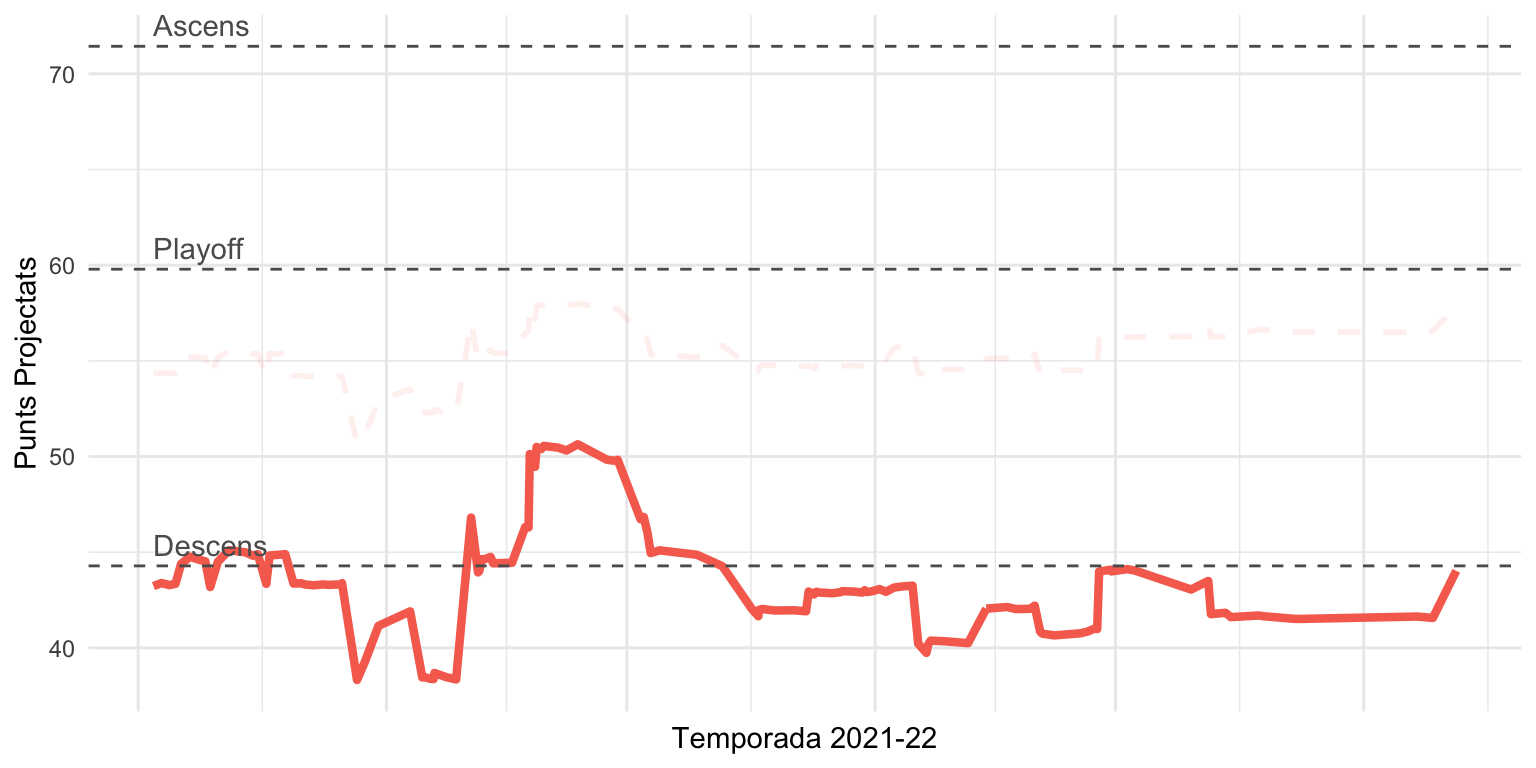 Ascens
70
Playoff
60
50
Descens
40
Punts Projectats
Temporada 2021-22